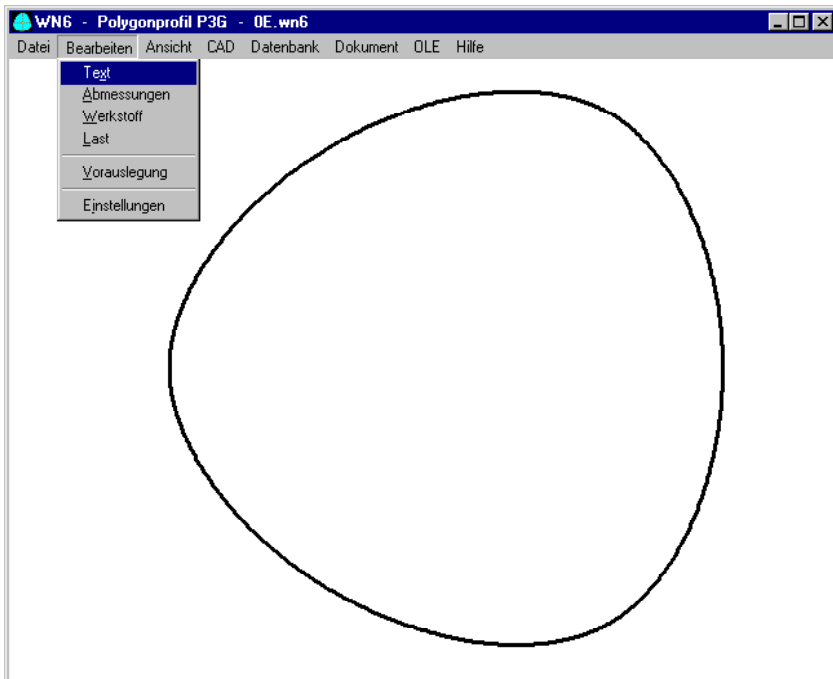 WN6 - Polygonprofil P3G - 0E.wn6
Datei Bearbeiten Ansicht CAD Datenbank Dokument OLE Hilfe
Text
Abmessungen
Werkstoff
Last
Vorauslegung
Einstellungen